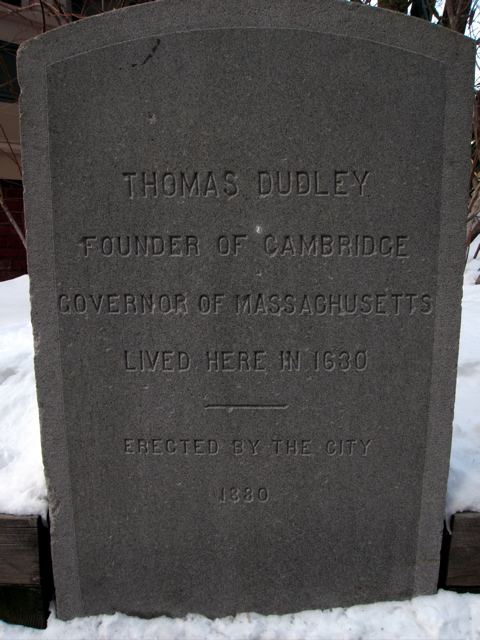 THOMAS DUDLEY
FOUNDER OF CAMBRIDGE
GOVERNOR OF MASSACHUSETTS
LIVED HERE IN 1630
ERECTED BY THE CITY
1880